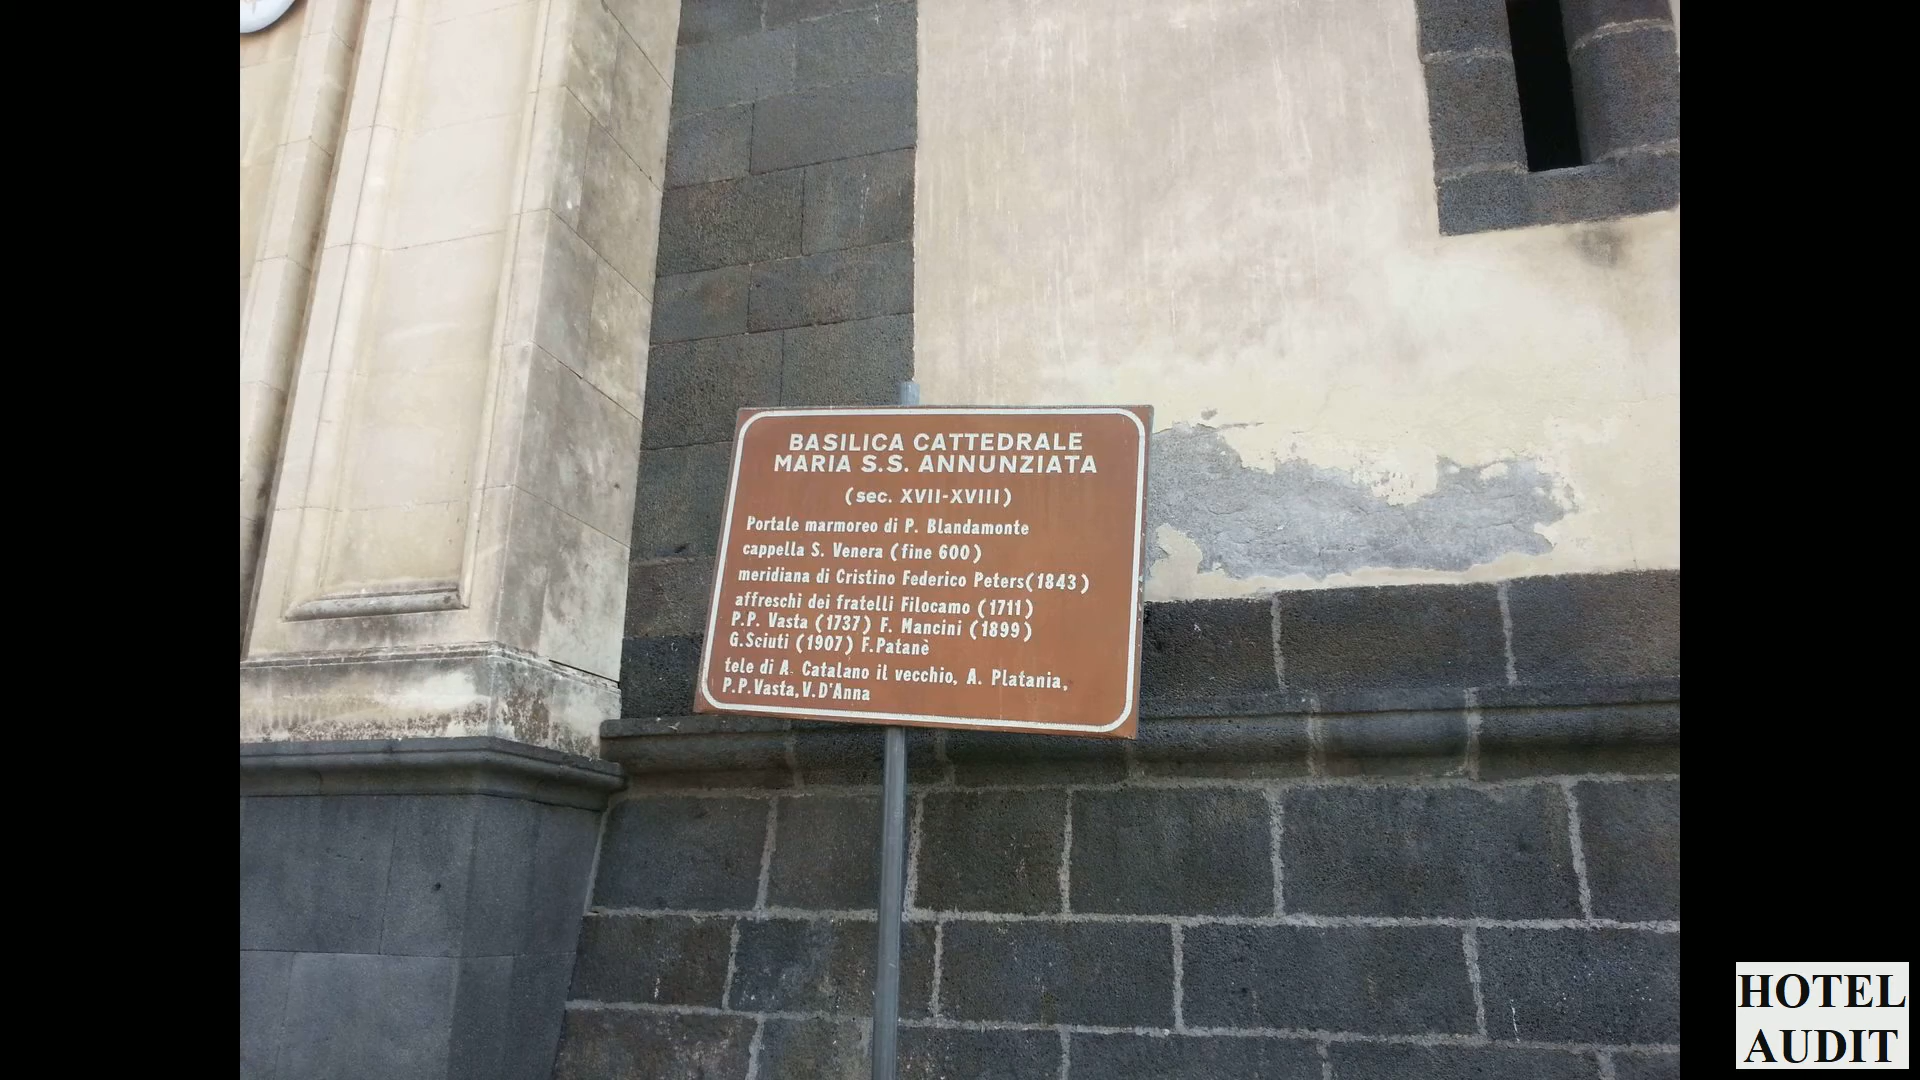 BASILICA CATTEDRALE
MARIA S.S. ANNUNZIATA
(sec. XVII-XVIII)
Portale marmoreo di P. Blandamonte
cappella S. Venera (fine 600)
meridiana di Cristino Federico Peters(1843)
affreschi dei fratelli Filocamo (1711)
P.P. Vasta (1737) F. Mancini (1899)
G.Sciuti (1907) F.Patanè
tele di A. Catalano il vecchio, A. Platania,
P.P.Vasta,V.D'Anna
HOTEL
AUDIT